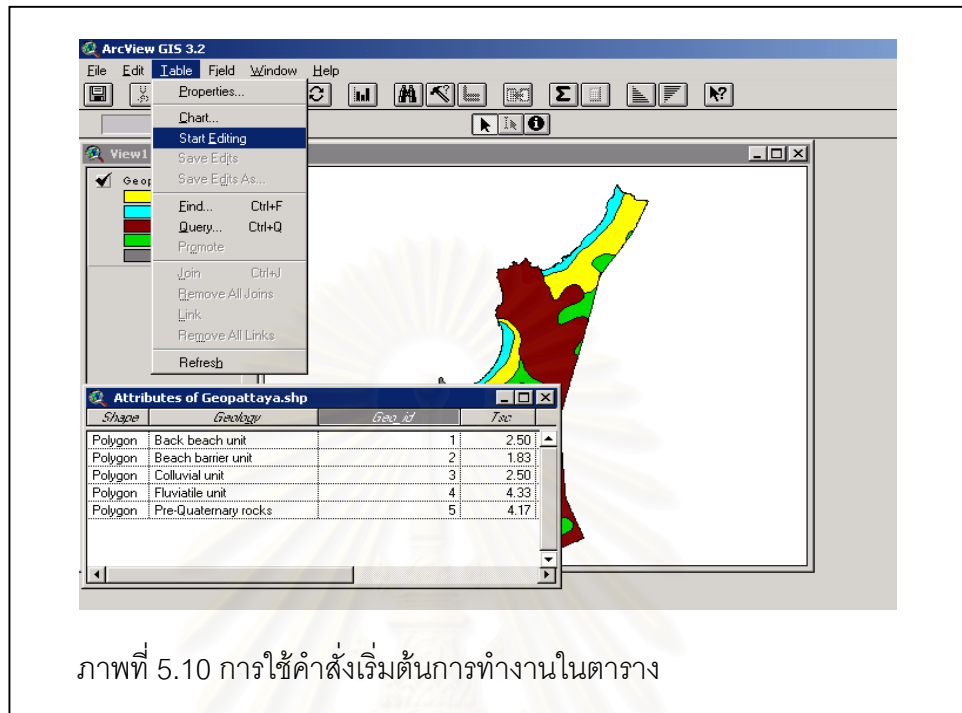 ArcView GIS 3.2
File Edit Table Field Window Help
Properties...
Chart...
Start Editing
Save Edits
Save Edits As...
Find... Ctrl+F
Query... Ctrl+Q
Promote
Join Ctrl+J
Remove All Joins
Link
Remove All Links
Refresh
View1
Geop
Attributes of Geopattaya.shp
Shape Geology Geo_id Tsc
Polygon Back beach unit 1 2.50
Polygon Beach barrier unit 2 1.83
Polygon Colluvial unit 3 2.50
Polygon Fluviatile unit 4 4.33
Polygon Pre-Quaternary rocks 5 4.17
ภาพที่ 5.10 การใช้คำสั่งเริ่มต้นการทำงานในตาราง